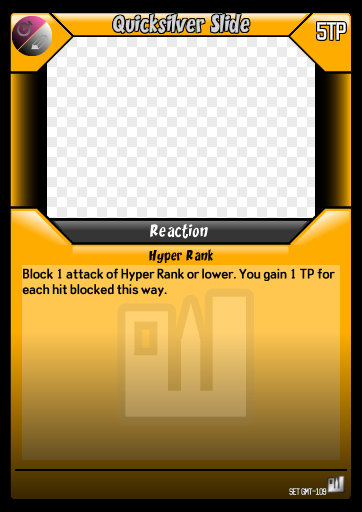 Quicksilver Slide
5TP
Reaction
Hyper Rank
Block 1 attack of Hyper Rank or lower. You gain 1 TP for
each hit blocked this way.
SET GMT-109